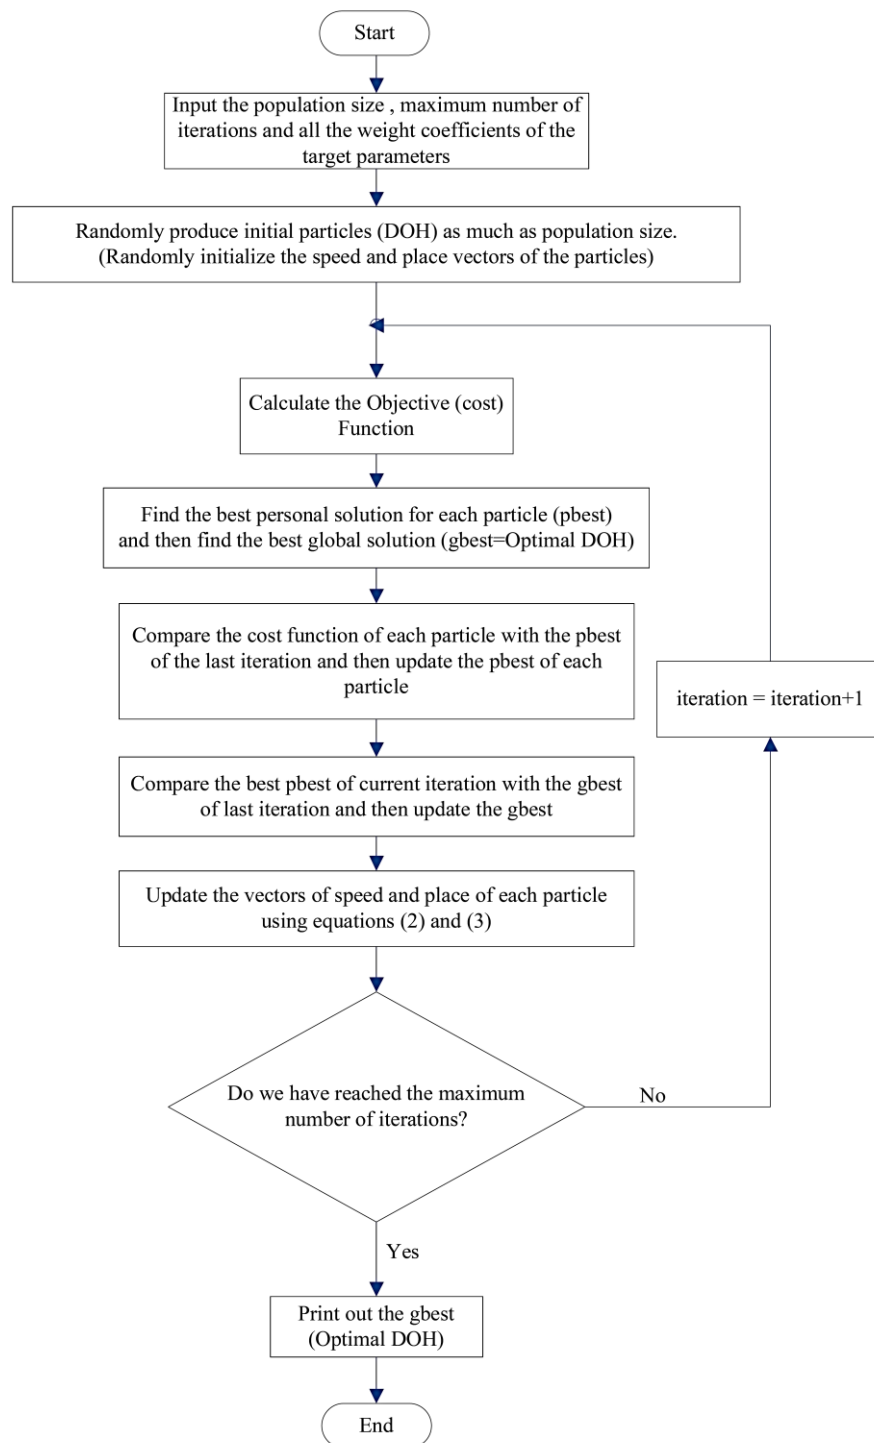 Start
Input the population size , maximum number of
iterations and all the weight coefficients of the
target parameters
Randomly produce initial particles (DOH) as much as population size.
(Randomly initialize the speed and place vectors of the particles)
Calculate the Objective (cost)
Function
Find the best personal solution for each particle (pbest)
and then find the best global solution (gbest=Optimal DOH)
Compare the cost function of each particle with the pbest
of the last iteration and then update the pbest of each
particle
iteration = iteration+1
Compare the best pbest of current iteration with the gbest
of last iteration and then update the gbest
Update the vectors of speed and place of each particle
using equations (2) and (3)
Do we have reached the maximum
number of iterations?
No
Yes
Print out the gbest
(Optimal DOH)
End